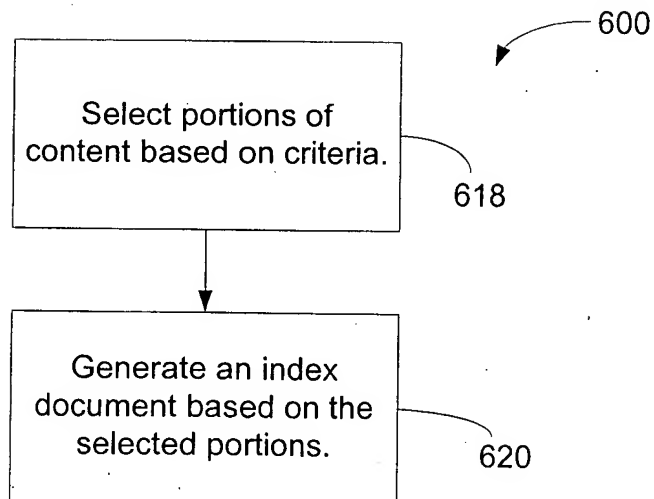 600
Select portions of
content based on criteria.
618
Generate an index
document based on the
selected portions.
620